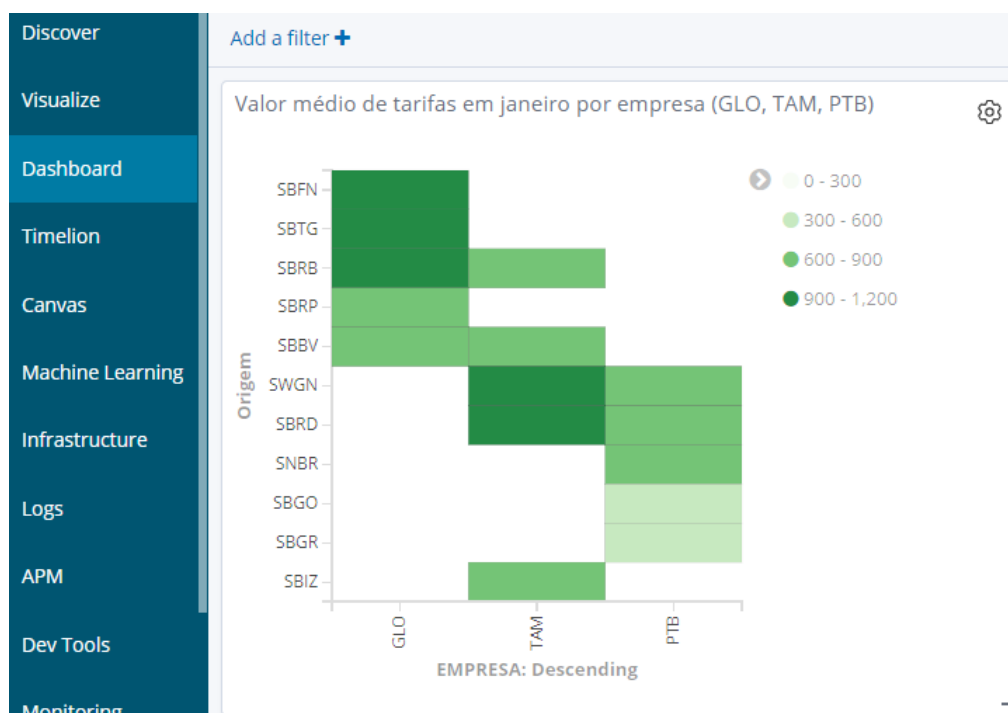 Discover
Visualize
Dashboard
Timelion
Canvas
Machine Learning
Infrastructure
Logs
APM
Dev Tools
Monitoring
Add a filter +
Valor médio de tarifas em janeiro por empresa (GLO, TAM, PTB)
0 - 300
300 - 600
600 - 900
900 - 1,200
Origem
SBFN
SBTG
SBRB
SBRP
SBBV
SWGN
SBRD
SNBR
SBGO
SBGR
SBIZ
GLO
TAM
PTB
EMPRESA: Descending